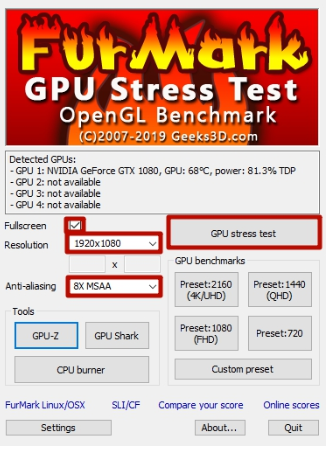 FurMark
GPU Stress Test
OpenGL Benchmark
(C)2007-2019 Geeks3D.com
Detected GPUs:
- GPU 1: NVIDIA GeForce GTX 1080, GPU: 68°C, power: 81.3% TDP
- GPU 2: not available
- GPU 3: not available
- GPU 4: not available
Fullscreen
GPU stress test
Resolution 1920x1080
x
Anti-aliasing 8X MSAA
GPU benchmarks
Preset:2160
(4K/UHD)
Preset:1440
(QHD)
Preset:1080
(FHD)
Preset:720
Custom preset
Tools
GPU-Z GPU Shark
CPU burner
FurMark Linux/OSX SLI/CF Compare your score Online scores
Settings About... Quit